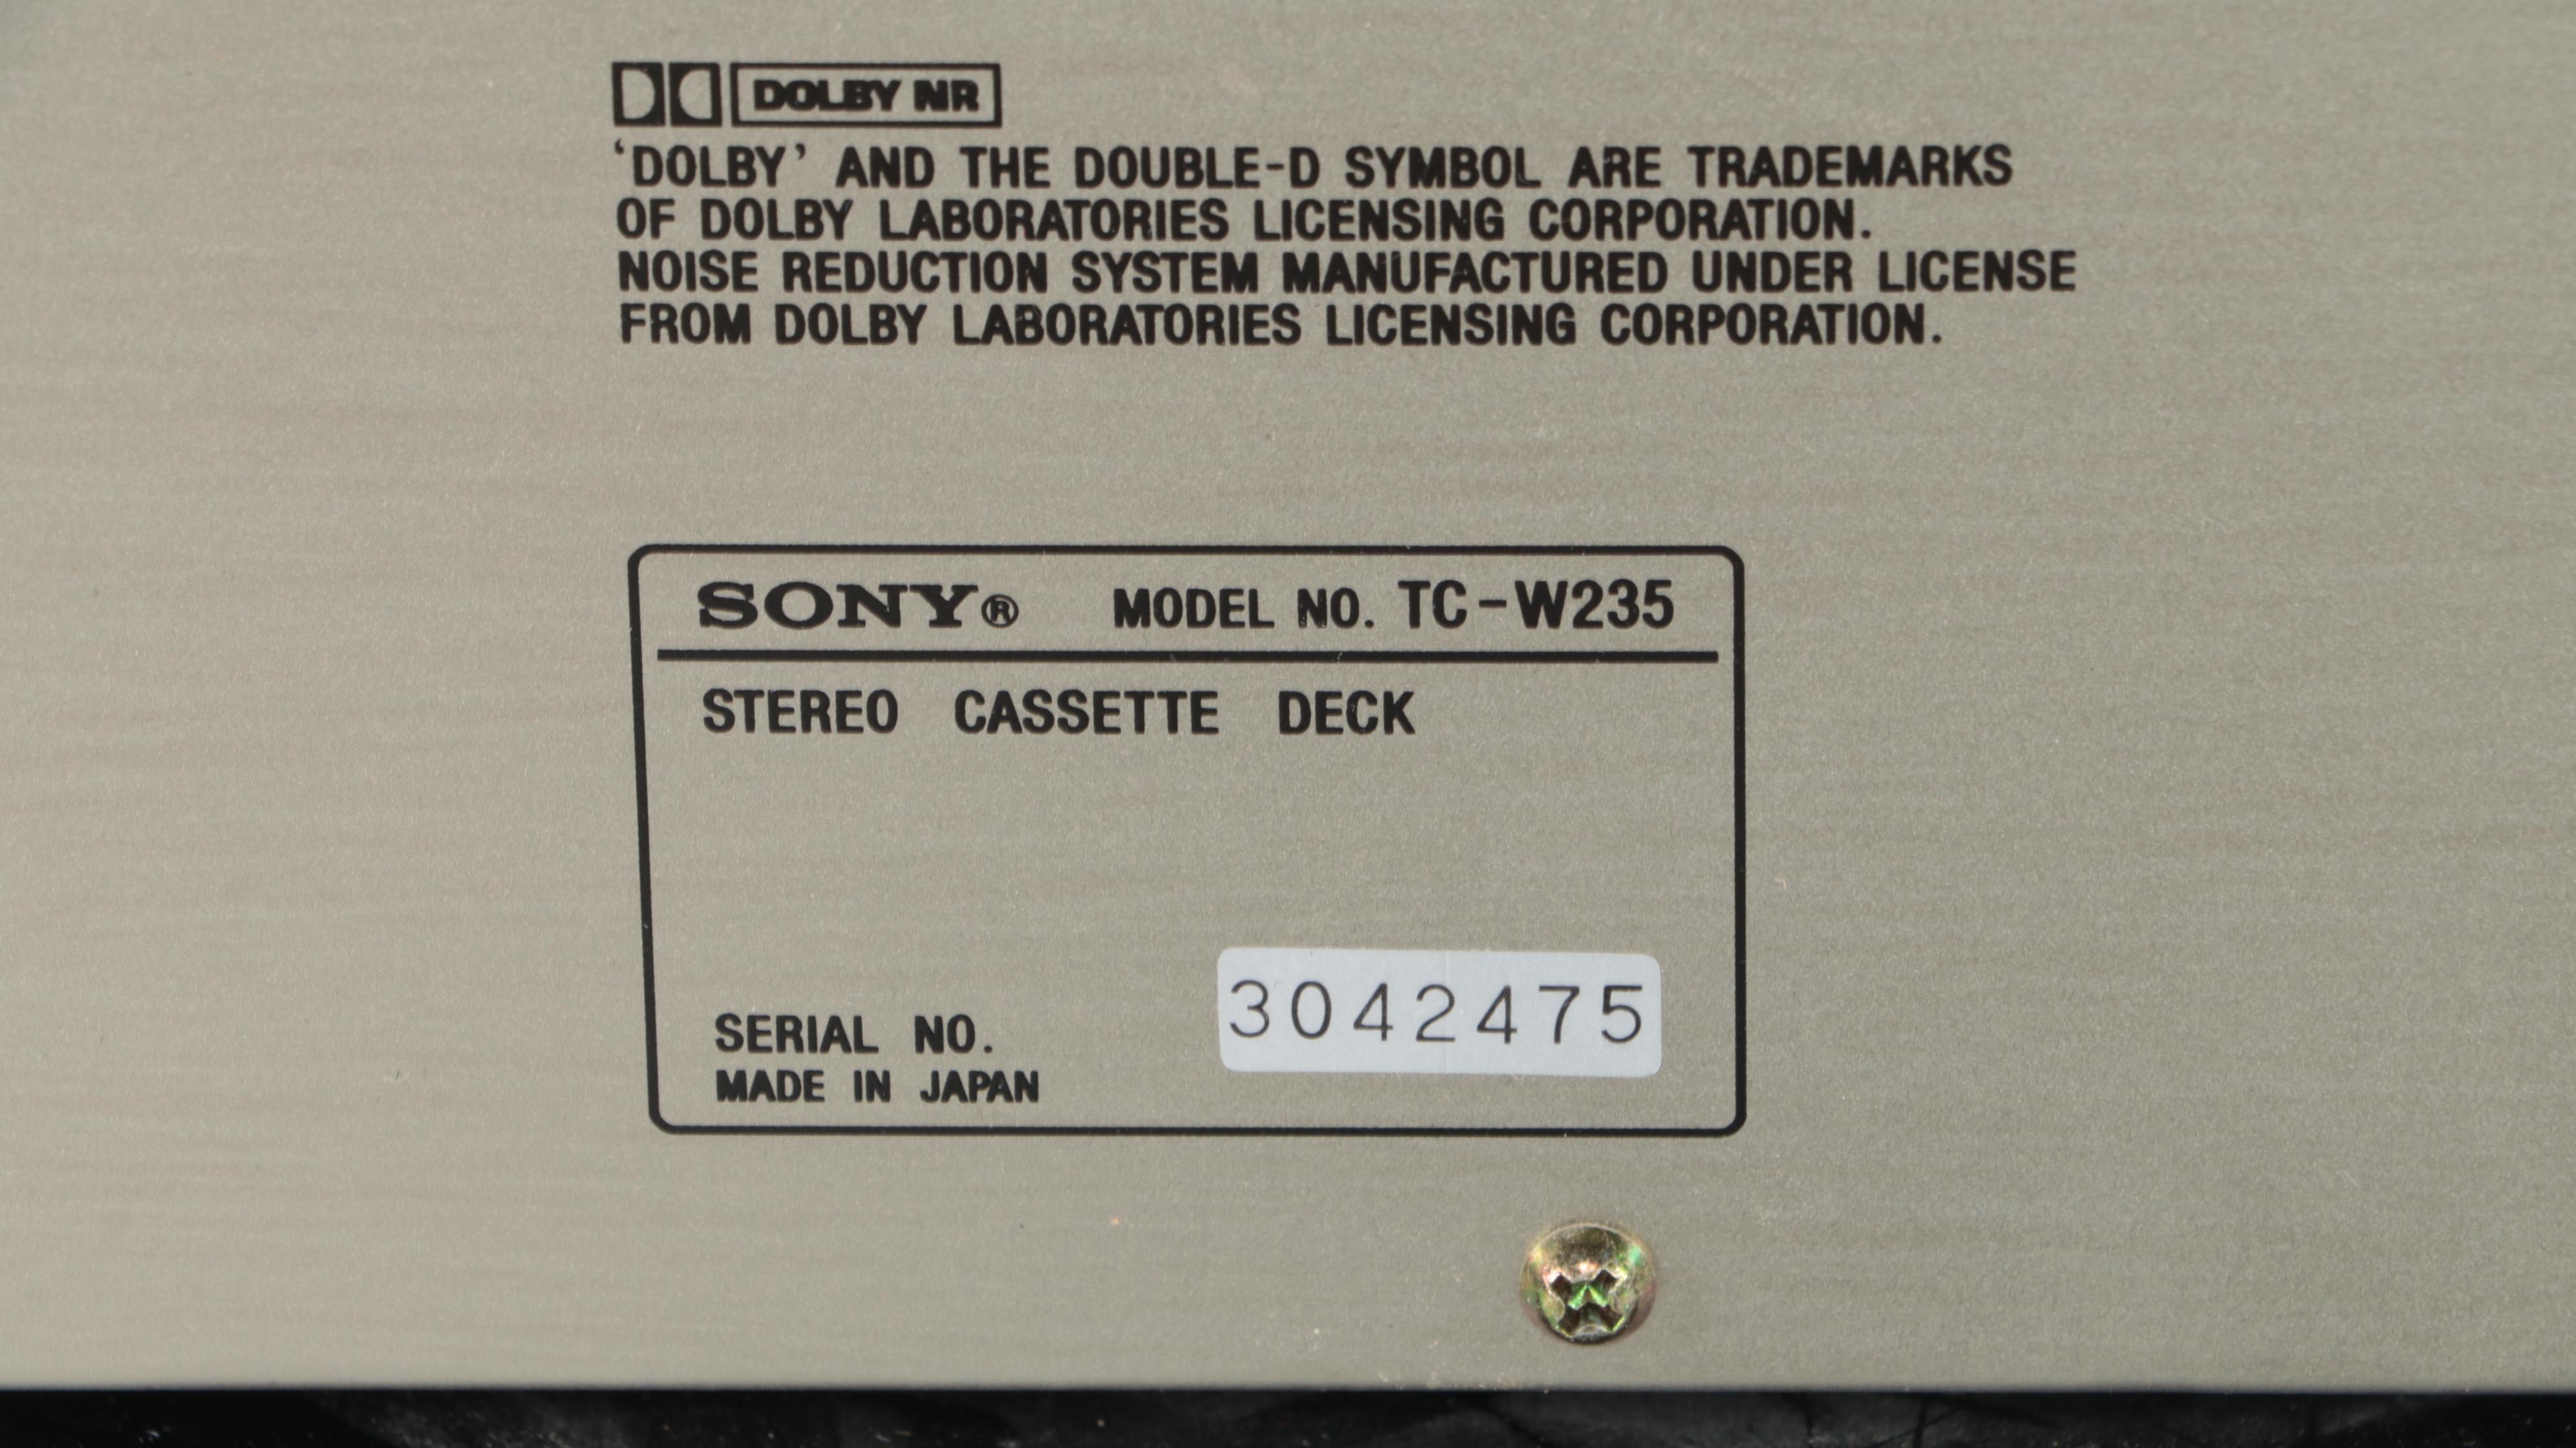 DOLBY NR
‘DOLBY’ AND THE DOUBLE-D SYMBOL ARE TRADEMARKS
OF DOLBY LABORATORIES LICENSING CORPORATION.
NOISE REDUCTION SYSTEM MANUFACTURED UNDER LICENSE
FROM DOLBY LABORATORIES LICENSING CORPORATION.
SONY® MODEL NO. TC-W235
STEREO CASSETTE DECK
SERIAL NO. 3042475
MADE IN JAPAN